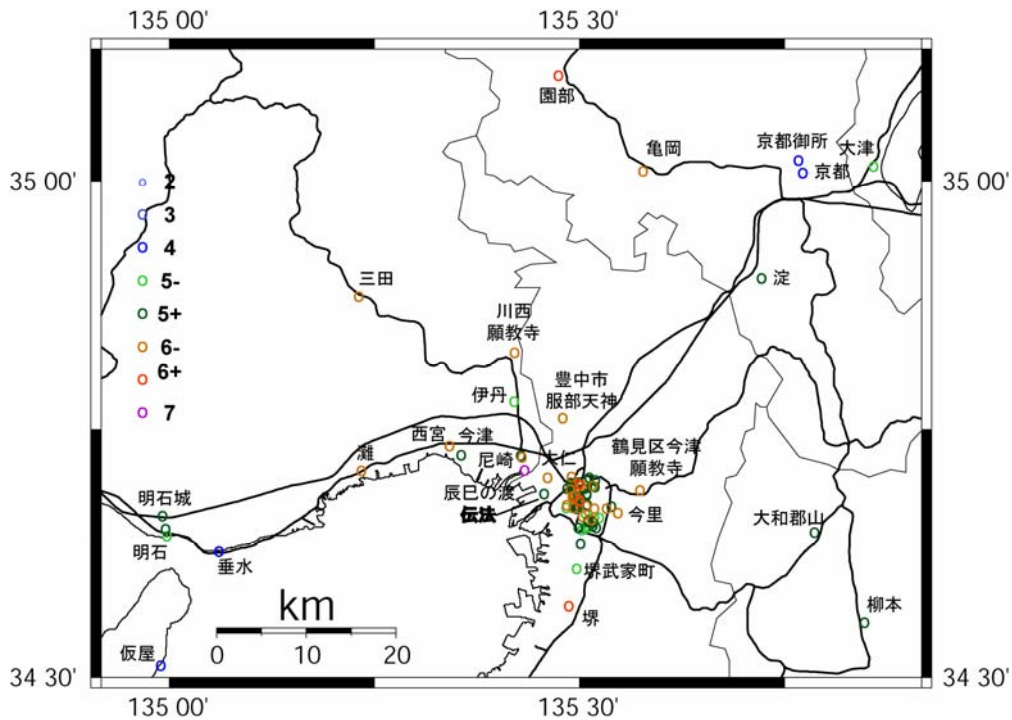 135 00'
135 30'
園部
亀岡
京都御所
大津
京都
35 00'
35 00'
2
3
4
5-
5+
6-
6+
7
三田
淀
川西
願教寺
伊丹
豊中市
服部天神
西宮
今津
灘
尼崎
大仁
鶴見区今津
願教寺
辰巳の渡
伝法
今里
明石城
明石
垂水
大和郡山
堺武家町
km
堺
柳本
仮屋
0
10
20
34 30'
34 30'
135 00'
135 30'